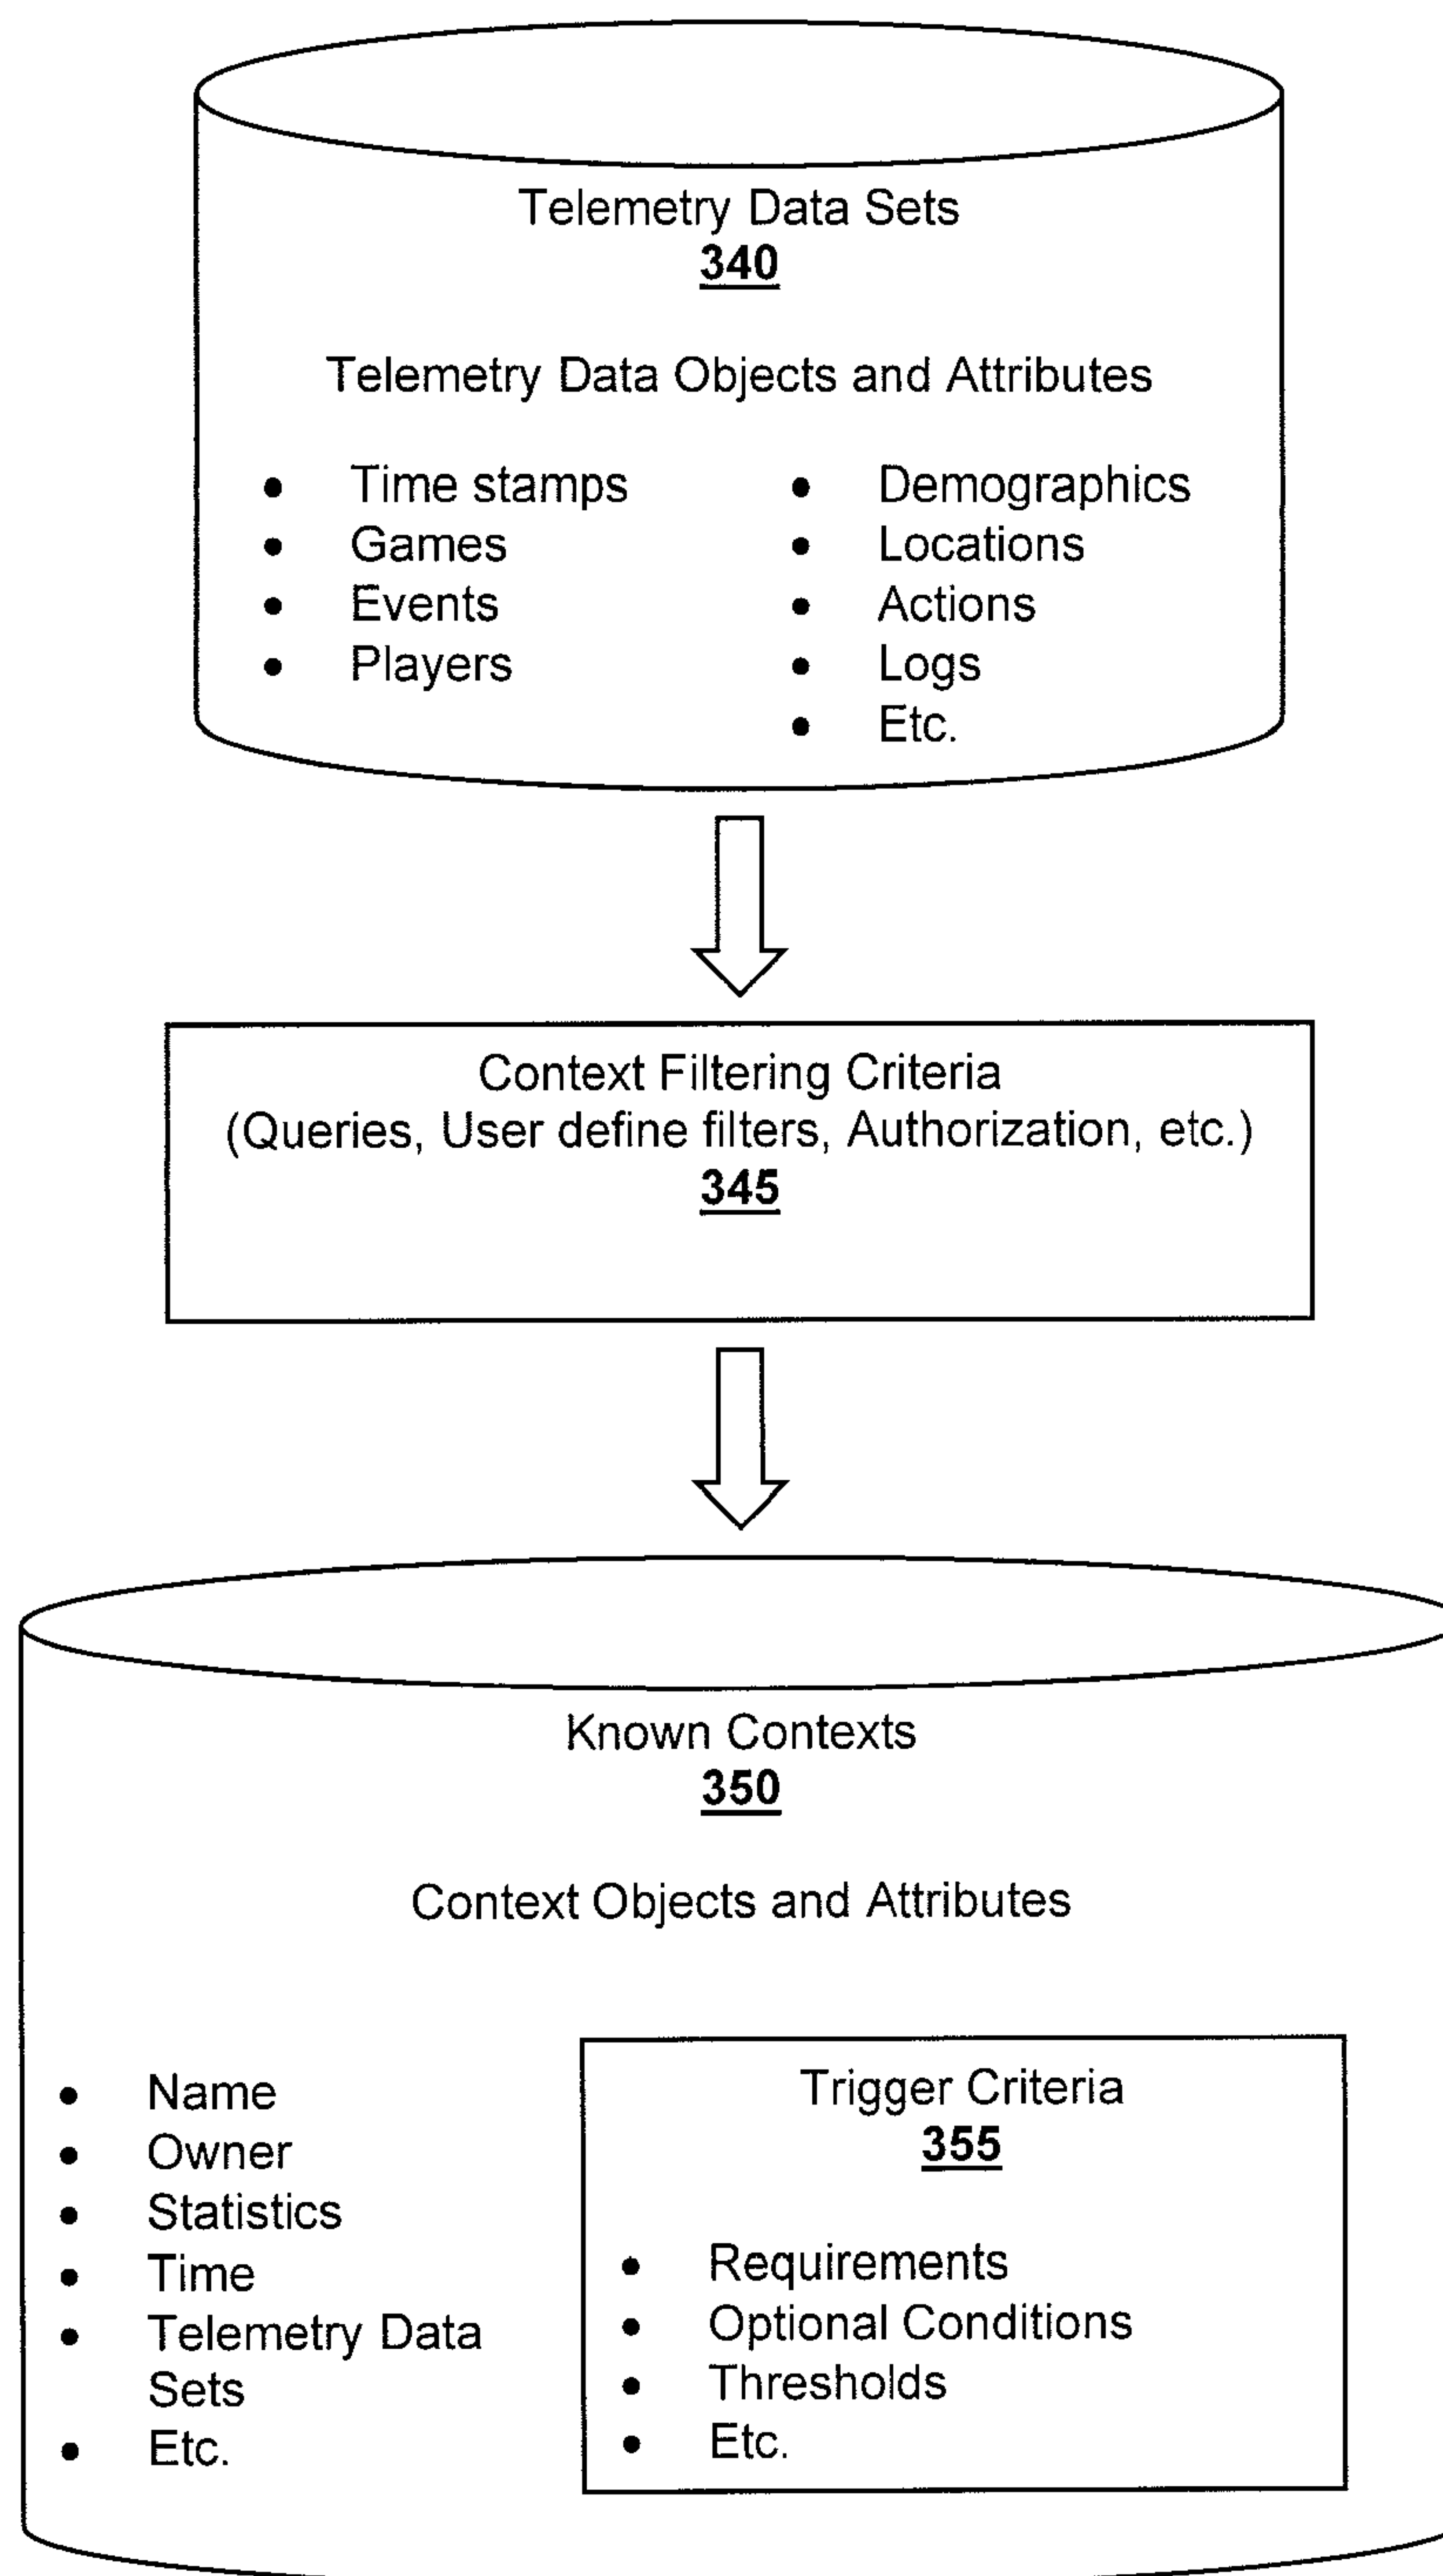 Telemetry Data Sets
340
Telemetry Data Objects and Attributes
• Time stamps
• Games
• Events
• Players
• Demographics
• Locations
• Actions
• Logs
• Etc.
Context Filtering Criteria
(Queries, User define filters, Authorization, etc.)
345
Known Contexts
350
Context Objects and Attributes
• Name
• Owner
• Statistics
• Time
• Telemetry Data
Sets
• Etc.
Trigger Criteria
355
• Requirements
• Optional Conditions
• Thresholds
• Etc.